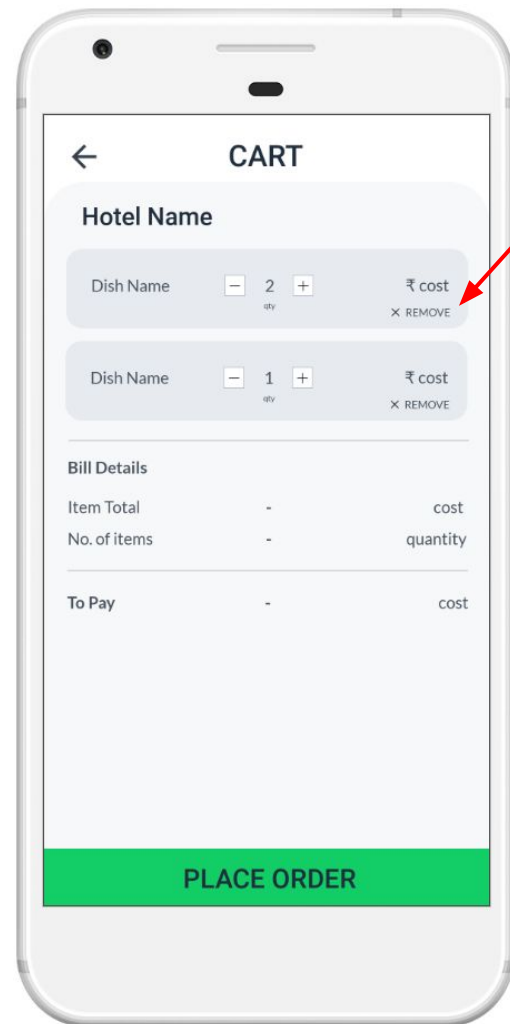 CART
Hotel Name
Dish Name − 2 + ₹ cost
qty
× REMOVE
Dish Name − 1 + ₹ cost
qty
× REMOVE
Bill Details
Item Total - cost
No. of items - quantity
To Pay - cost
PLACE ORDER